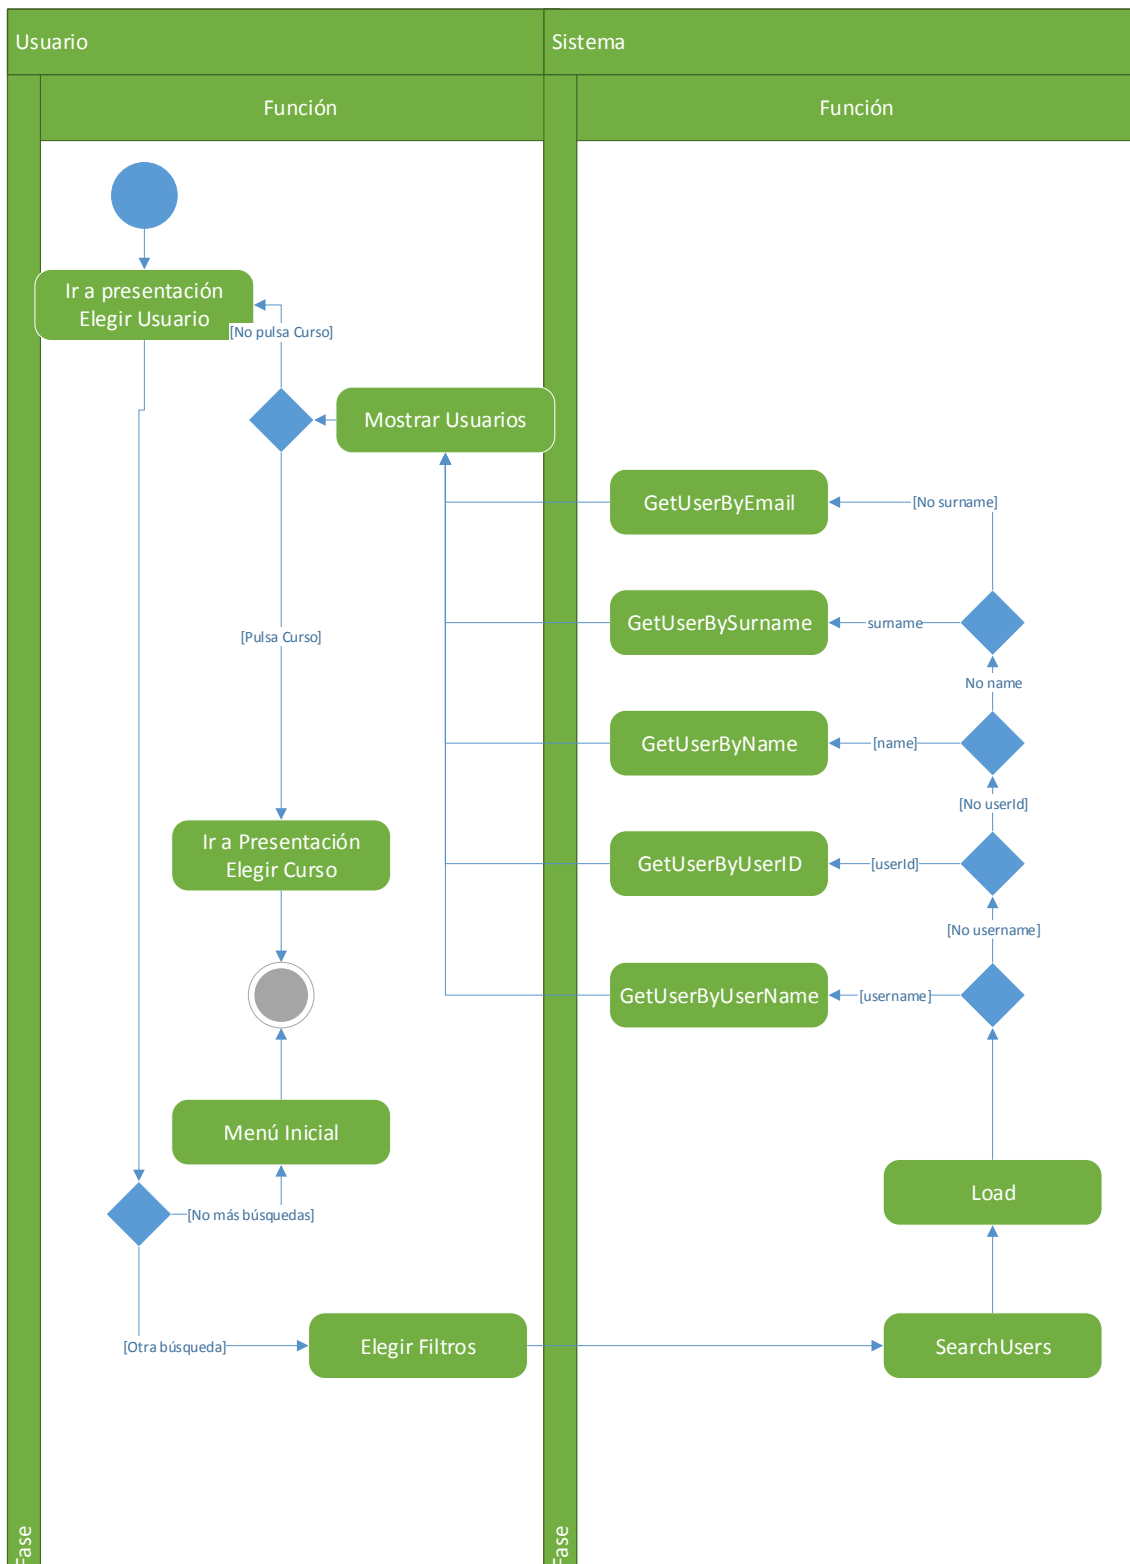 Usuario
Sistema
Función
Función
Ir a presentación
Elegir Usuario
[No pulsa Curso]
Mostrar Usuarios
GetUserByEmail
[No surname]
GetUserBySurname
surname
[Pulsa Curso]
No name
GetUserByName
[name]
[No userId]
Ir a Presentación
Elegir Curso
GetUserByUserID
[userId]
[No username]
GetUserByUserName
[username]
Menú Inicial
Load
[No más búsquedas]
[Otra búsqueda]
Elegir Filtros
SearchUsers
Fase
Fase